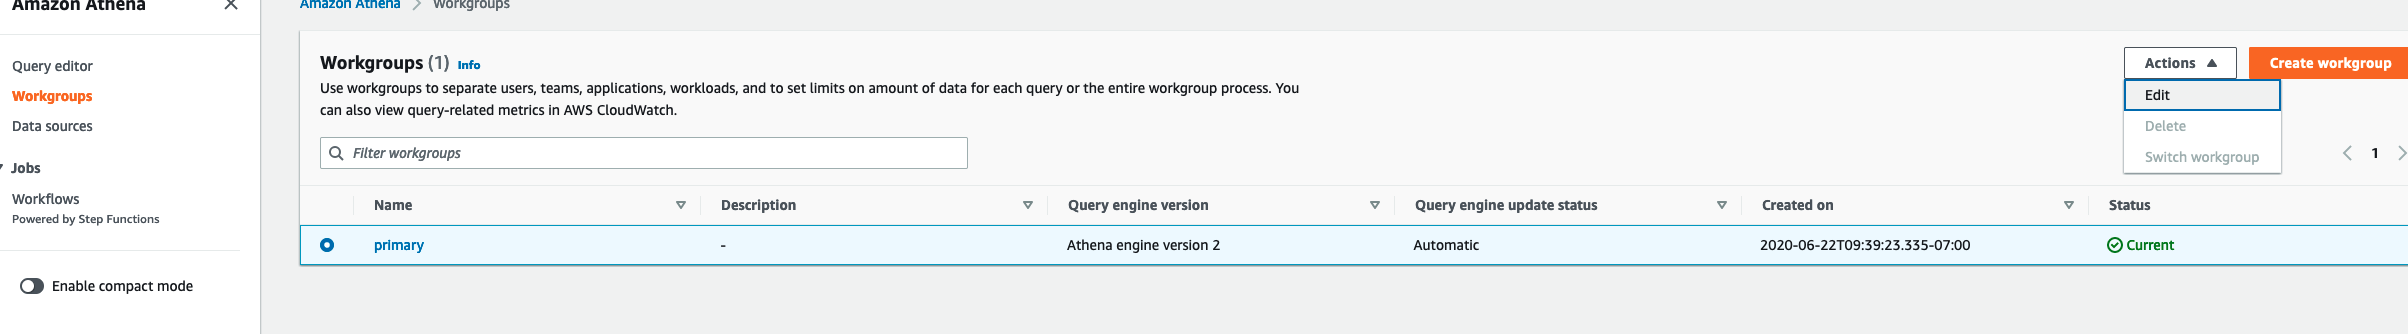 Amazon Athena
Query editor
Workgroups
Data sources
Jobs
Workflows
Powered by Step Functions
Enable compact mode
Amazon Athena > Workgroups
Workgroups (1) Info
Use workgroups to separate users, teams, applications, workloads, and to set limits on amount of data for each query or the entire workgroup process. You
can also view query-related metrics in AWS CloudWatch.
Actions
Create workgroup
Edit
Delete
Switch workgroup
Filter workgroups
1
Name Description Query engine version Query engine update status Created on Status
primary - Athena engine version 2 Automatic 2020-06-22T09:39:23.335-07:00 Current